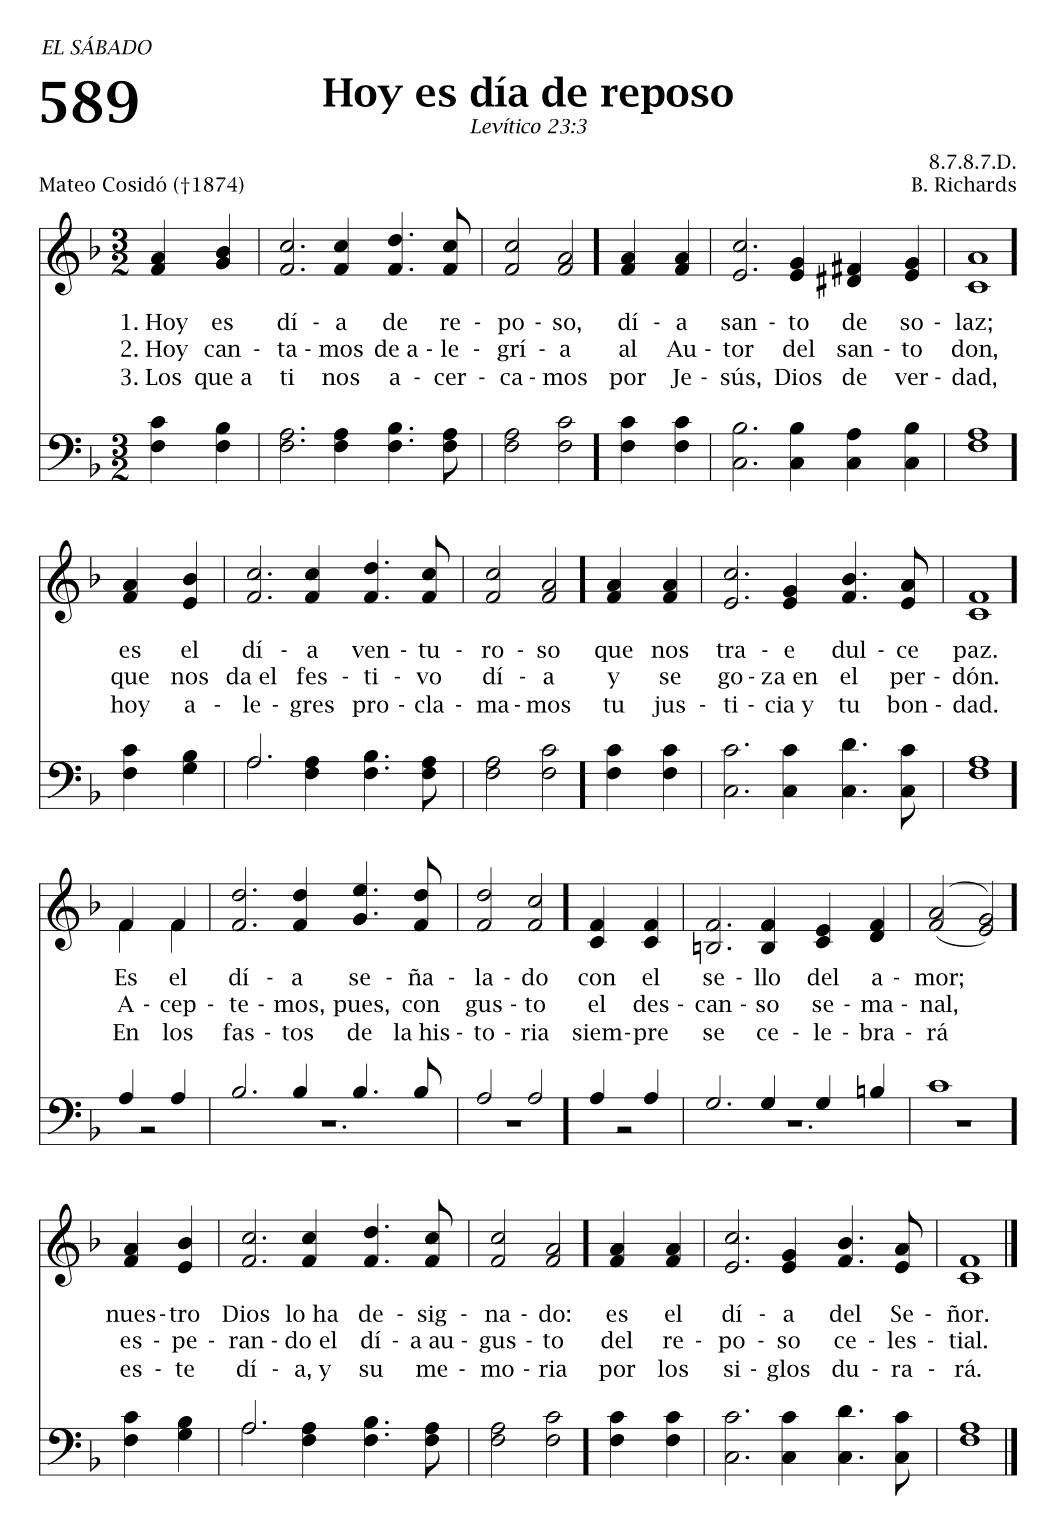 EL SÁBADO
589
Hoy es día de reposo
Levítico 23:3
8.7.8.7.D.
Mateo Cosidó (†1874)
B. Richards
1. Hoy es dí - a de re - po - so, dí - a san - to de so - laz;
2. Hoy can - ta - mos de a - le - grí - a al Au - tor del san - to don,
3. Los que a ti nos a - cer - ca - mos por Je - sús, Dios de ver - dad,
es el dí - a ven - tu - ro - so que nos tra - e dul - ce paz.
que nos da el fes - ti - vo dí - a y se go - za en el per - dón.
hoy a - le - gres pro - cla - ma - mos tu jus - ti - cia y tu bon - dad.
Es el dí - a se - ña - la - do con el se - llo del a - mor;
A - cep - te - mos, pues, con gus - to el des - can - so se - ma - nal,
En los fas - tos de la his - to - ria siem - pre se ce - le - bra - rá
nues - tro Dios lo ha de - sig - na - do: es el dí - a del Se - ñor.
es - pe - ran - do el dí - a au - gus - to del re - po - so ce - les - tial.
es - te dí - a, y su me - mo - ria por los si - glos du - ra - rá.